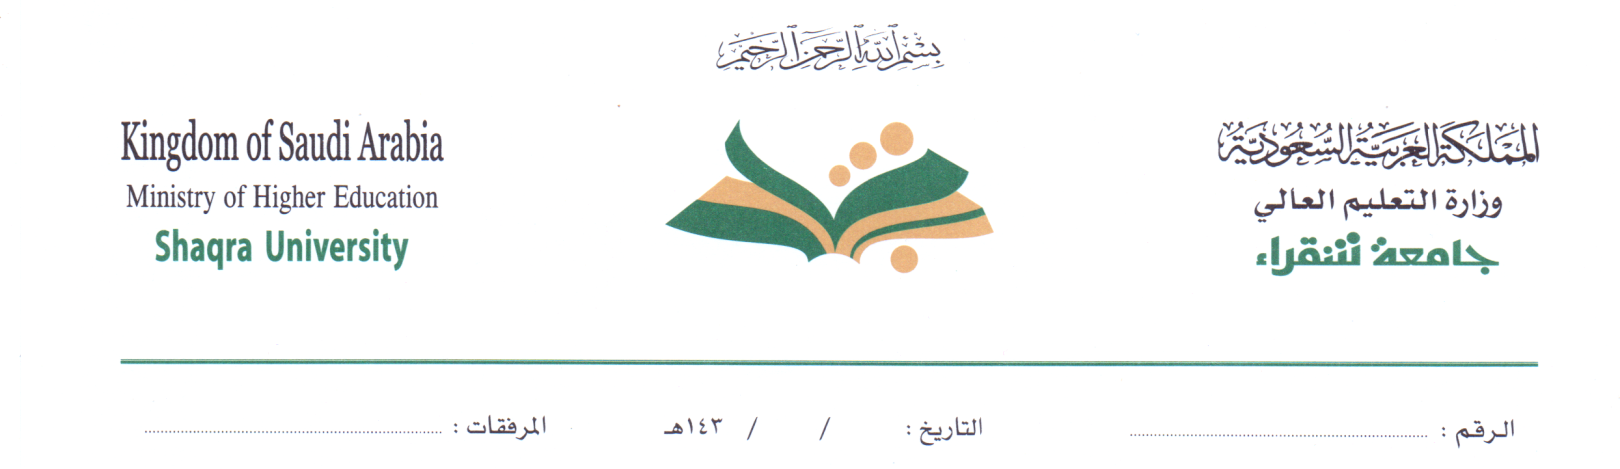 بسم الله الرحمن الرحيم
المملكة العربية السعودية
وزارة التعليم العالي
جامعة شقراء
Kingdom of Saudi Arabia
Ministry of Higher Education
Shaqra University
الرقم : ........................ التاريخ : / / ١٤٣هـ المرفقات : ........................